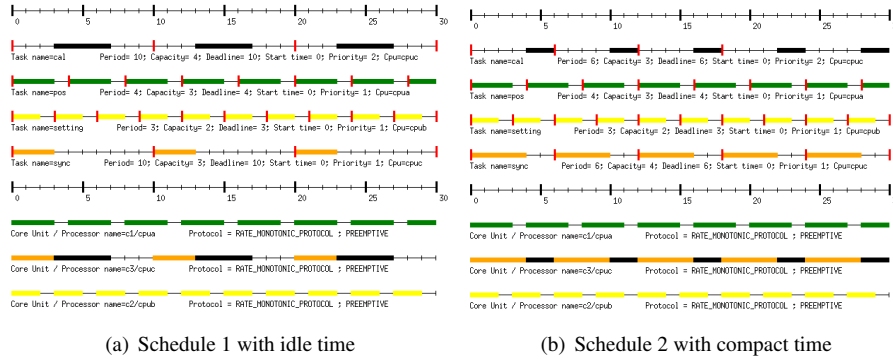 0 5 10 15 20 25 30
Task name=cal Period= 10; Capacity= 4; Deadline= 10; Start time= 0; Priority= 2; Cpu=cpuc
Task name=pos Period= 4; Capacity= 3; Deadline= 4; Start time= 0; Priority= 1; Cpu=cpua
Task name=setting Period= 3; Capacity= 2; Deadline= 3; Start time= 0; Priority= 1; Cpu=cpub
Task name=sync Period= 10; Capacity= 3; Deadline= 10; Start time= 0; Priority= 1; Cpu=cpuc
0 5 10 15 20 25 30
Core Unit / Processor name=c1/cpua Protocol = RATE_MONOTONIC_PROTOCOL ; PREEMPTIVE
Core Unit / Processor name=c3/cpuc Protocol = RATE_MONOTONIC_PROTOCOL ; PREEMPTIVE
Core Unit / Processor name=c2/cpub Protocol = RATE_MONOTONIC_PROTOCOL ; PREEMPTIVE
(a) Schedule 1 with idle time
0 5 10 15 20 25
Task name=cal Period= 6; Capacity= 3; Deadline= 6; Start time= 0; Priority= 2; Cpu=cpuc
Task name=pos Period= 4; Capacity= 3; Deadline= 4; Start time= 0; Priority= 1; Cpu=cpua
Task name=setting Period= 3; Capacity= 2; Deadline= 3; Start time= 0; Priority= 1; Cpu=cpub
Task name=sync Period= 6; Capacity= 4; Deadline= 6; Start time= 0; Priority= 1; Cpu=cpuc
0 5 10 15 20 25
Core Unit / Processor name=c1/cpua Protocol = RATE_MONOTONIC_PROTOCOL ; PREEMPTIVE
Core Unit / Processor name=c3/cpuc Protocol = RATE_MONOTONIC_PROTOCOL ; PREEMPTIVE
Core Unit / Processor name=c2/cpub Protocol = RATE_MONOTONIC_PROTOCOL ; PREEMPTIVE
(b) Schedule 2 with compact time